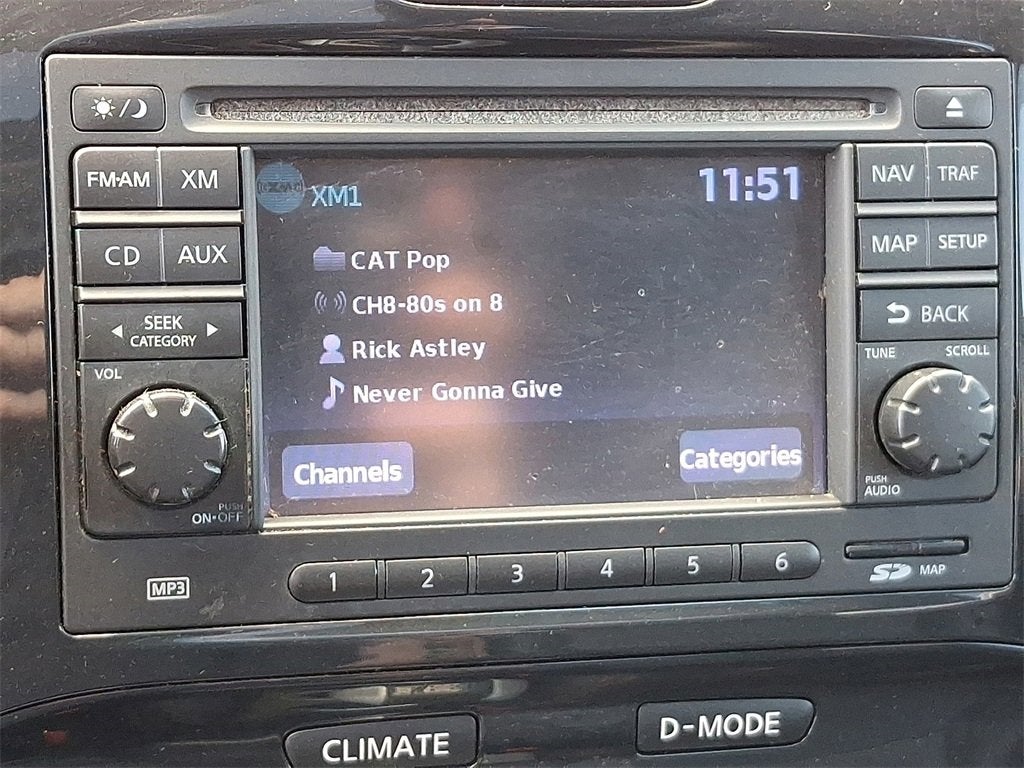 FM·AM XM
CD AUX
SEEK
CATEGORY
VOL
PUSH
ON·OFF
MP3
XM
XM1
11:51
CAT Pop
CH8-80s on 8
Rick Astley
Never Gonna Give
Channels
Categories
NAV TRAF
MAP SETUP
BACK
TUNE SCROLL
PUSH
AUDIO
1 2 3 4 5 6
SD MAP
CLIMATE
D-MODE